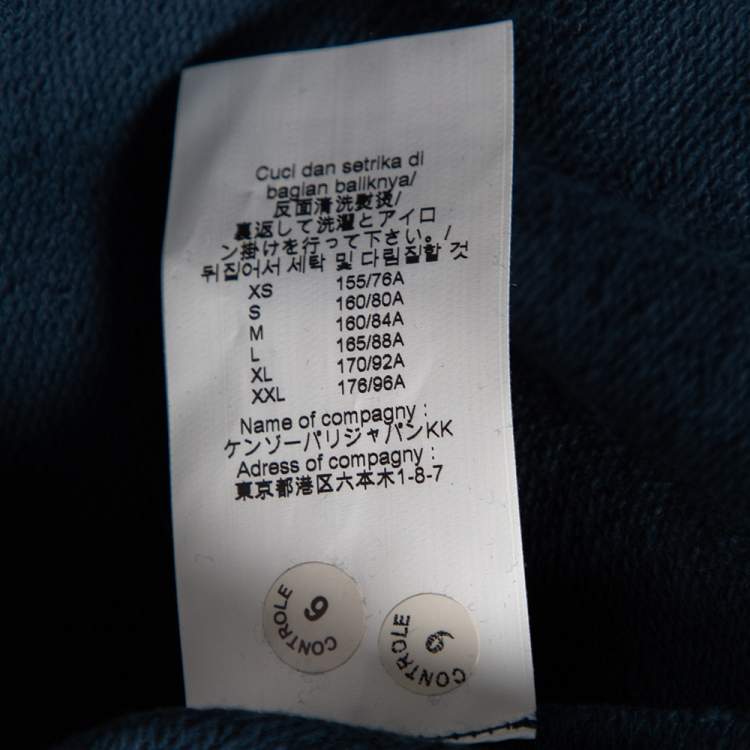 Cuci dan setrika di
bagian baliknya/
反面清洗熨烫/
裏返して洗濯とアイロ
ン掛けを行って下さい。/
뒤집어서 세탁 및 다림질할 것
XS 155/76A
S 160/80A
M 160/84A
L 165/88A
XL 170/92A
XXL 176/96A
Name of compagny :
ケンゾーパリジャパンKK
Adress of compagny :
東京都港区六本木1-8-7
CONTROLE
9
CONTROLE
6